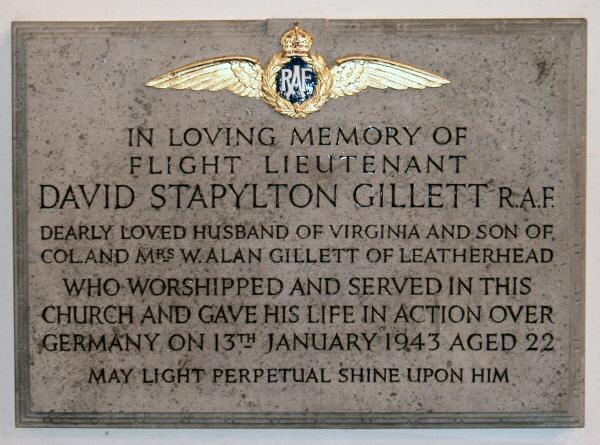 RAF
IN LOVING MEMORY OF
FLIGHT LIEUTENANT
DAVID STAPYLTON GILLETT R.A.F.
DEARLY LOVED HUSBAND OF VIRGINIA AND SON OF
COL. AND MRS W. ALAN GILLETT OF LEATHERHEAD
WHO WORSHIPPED AND SERVED IN THIS
CHURCH AND GAVE HIS LIFE IN ACTION OVER
GERMANY ON 13TH JANUARY 1943 AGED 22
MAY LIGHT PERPETUAL SHINE UPON HIM